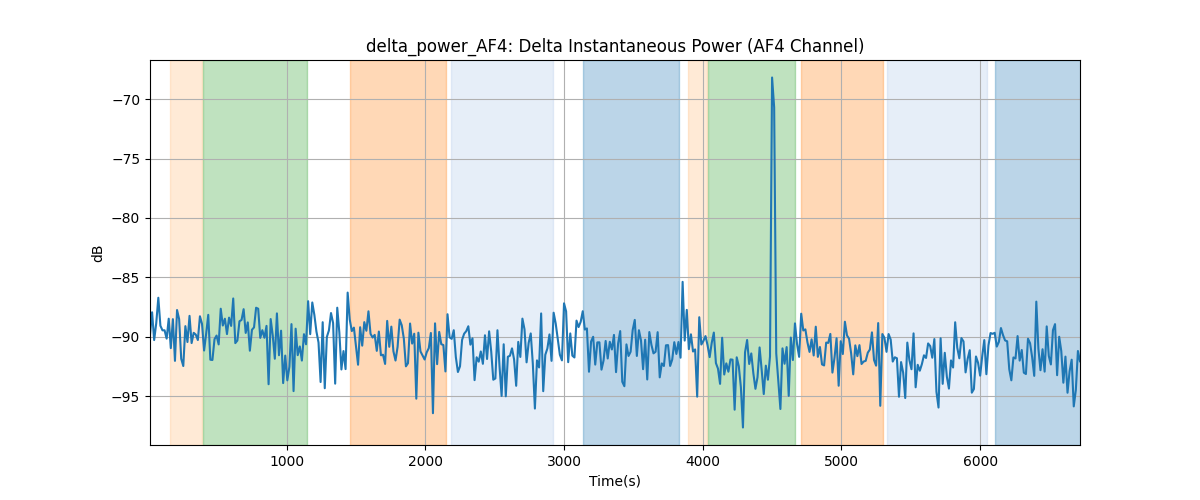 delta_power_AF4: Delta Instantaneous Power (AF4 Channel)
dB
−70
−75
−80
−85
−90
−95
1000 2000 3000 4000 5000 6000
Time(s)